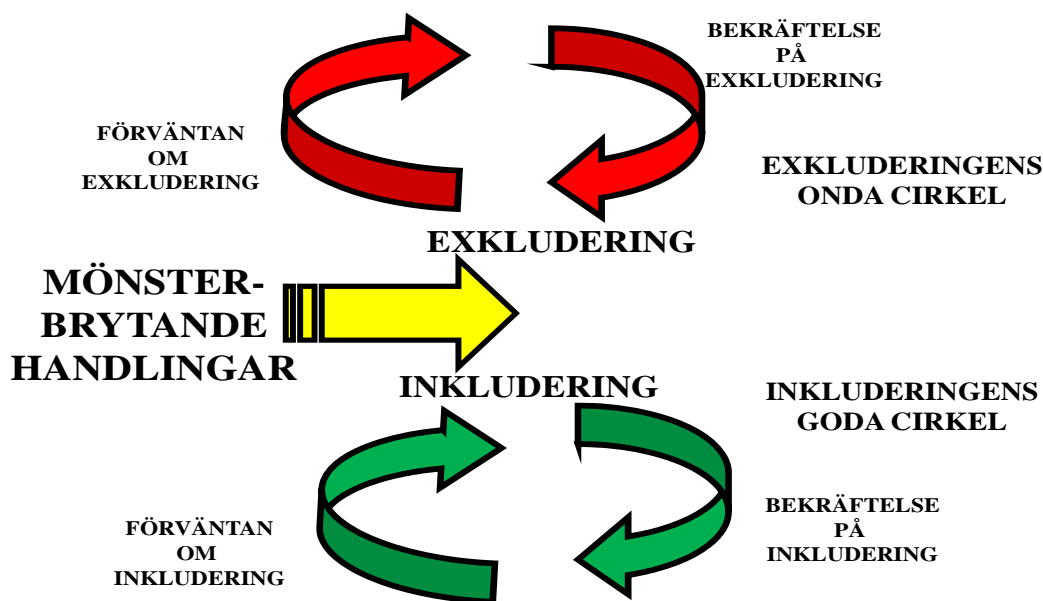 BEKRÄFTELSE
PÅ
EXKLUDERING
FÖRVÄNTAN
OM
EXKLUDERING
EXKLUDERINGENS
ONDA CIRKEL
EXKLUDERING
MÖNSTER-
BRYTANDE
HANDLINGAR
INKLUDERING
INKLUDERINGENS
GODA CIRKEL
BEKRÄFTELSE
PÅ
INKLUDERING
FÖRVÄNTAN
OM
INKLUDERING